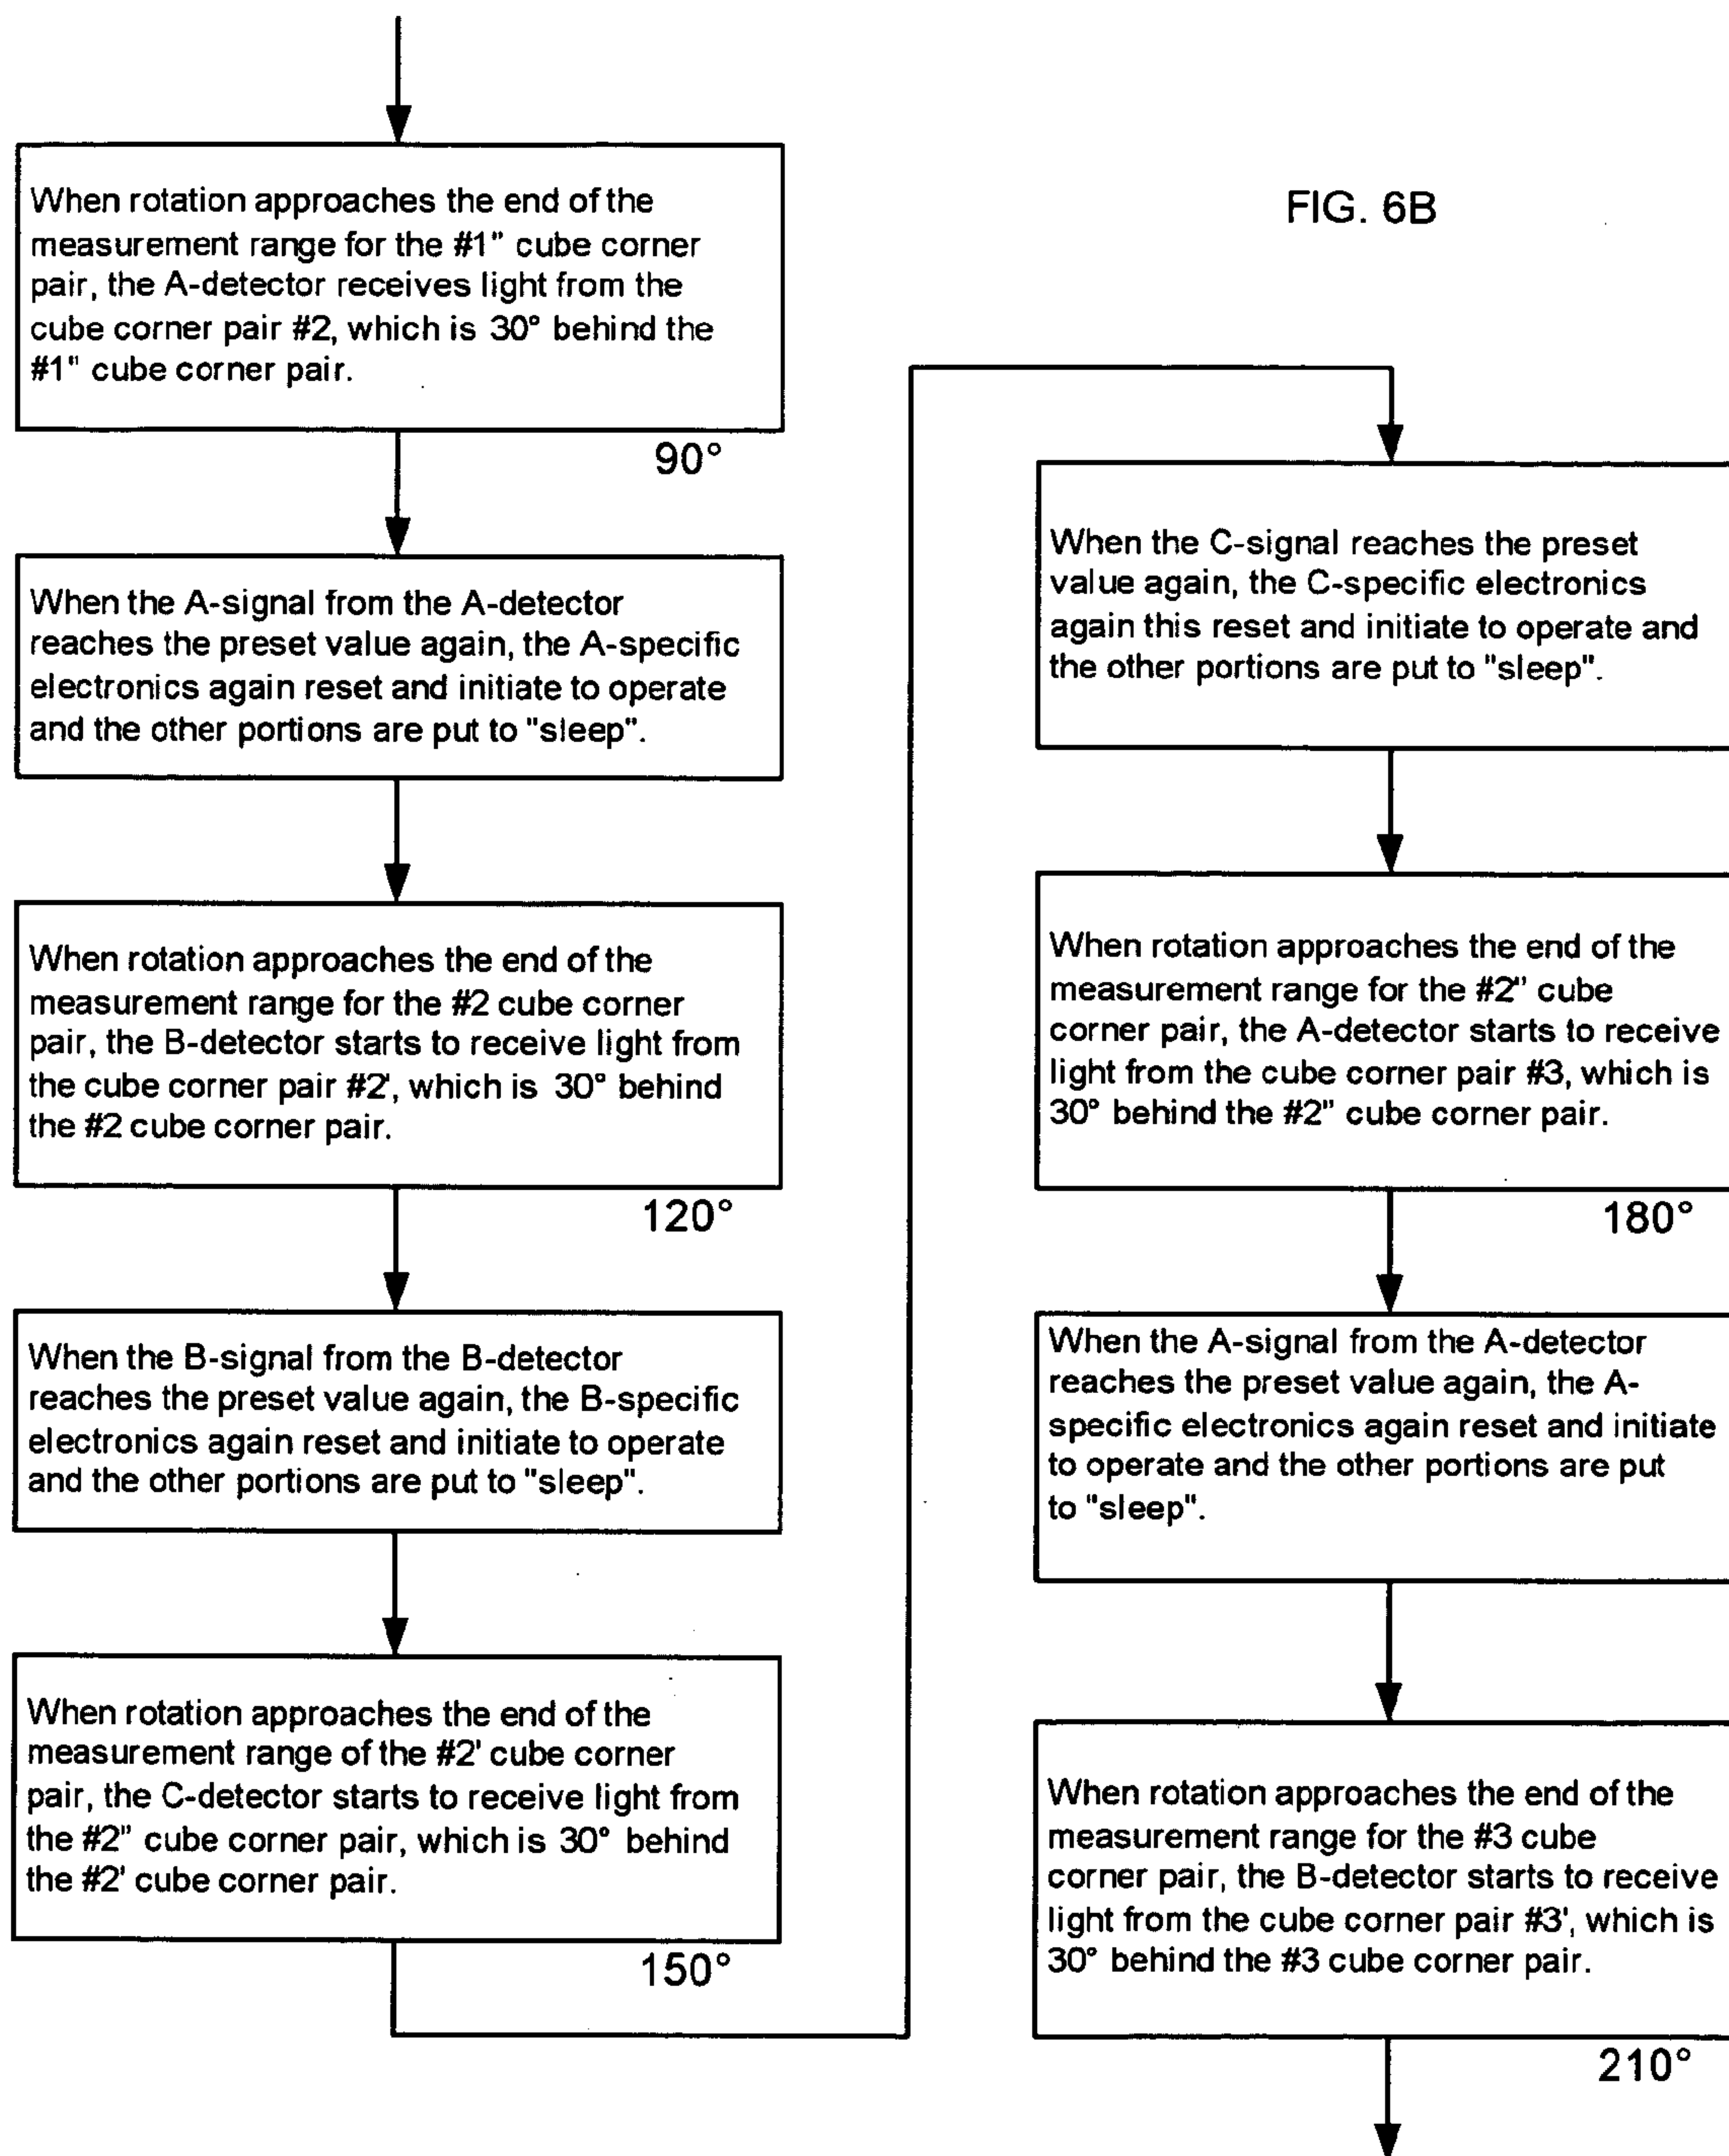 When rotation approaches the end of the
measurement range for the #1" cube corner
pair, the A-detector receives light from the
cube corner pair #2, which is 30° behind the
#1" cube corner pair.
90°
When the A-signal from the A-detector
reaches the preset value again, the A-specific
electronics again reset and initiate to operate
and the other portions are put to "sleep".
When rotation approaches the end of the
measurement range for the #2 cube corner
pair, the B-detector starts to receive light from
the cube corner pair #2', which is 30° behind
the #2 cube corner pair.
120°
When the B-signal from the B-detector
reaches the preset value again, the B-specific
electronics again reset and initiate to operate
and the other portions are put to "sleep".
When rotation approaches the end of the
measurement range of the #2' cube corner
pair, the C-detector starts to receive light from
the #2" cube corner pair, which is 30° behind
the #2' cube corner pair.
150°
FIG. 6B
When the C-signal reaches the preset
value again, the C-specific electronics
again this reset and initiate to operate and
the other portions are put to "sleep".
When rotation approaches the end of the
measurement range for the #2" cube
corner pair, the A-detector starts to receive
light from the cube corner pair #3, which is
30° behind the #2" cube corner pair.
180°
When the A-signal from the A-detector
reaches the preset value again, the A-
specific electronics again reset and initiate
to operate and the other portions are put
to "sleep".
When rotation approaches the end of the
measurement range for the #3 cube
corner pair, the B-detector starts to receive
light from the cube corner pair #3', which is
30° behind the #3 cube corner pair.
210°